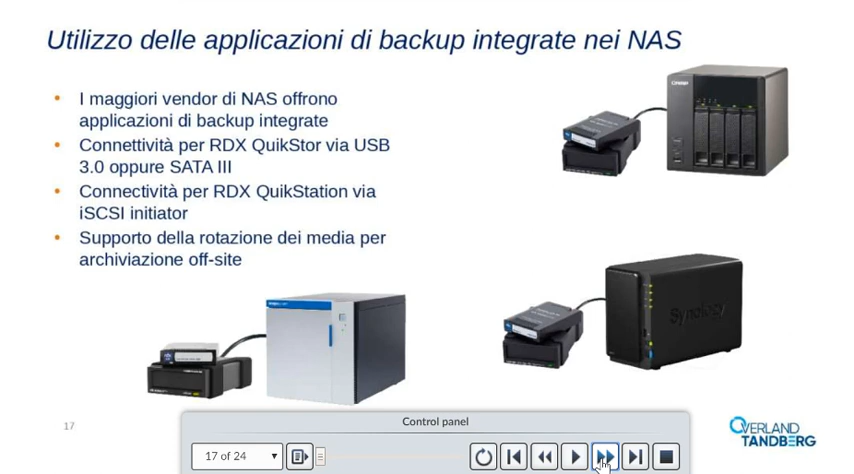 Utilizzo delle applicazioni di backup integrate nei NAS
• I maggiori vendor di NAS offrono
applicazioni di backup integrate
• Connettività per RDX QuikStor via USB
3.0 oppure SATA III
• Connectività per RDX QuikStation via
iSCSI initiator
• Supporto della rotazione dei media per
archiviazione off-site
QNAP
Synology
17
Control panel
17 of 24
OVERLAND
TANDBERG